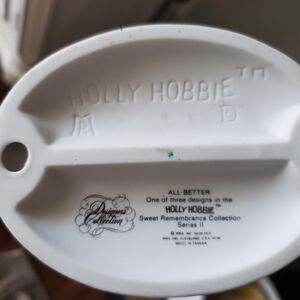 HOLLY HOBBIE™
Designers'
Collection
ALL BETTER
One of three designs in the
HOLLY HOBBIE™
Sweet Remembrance Collection
Series II
MADE IN TAIWAN